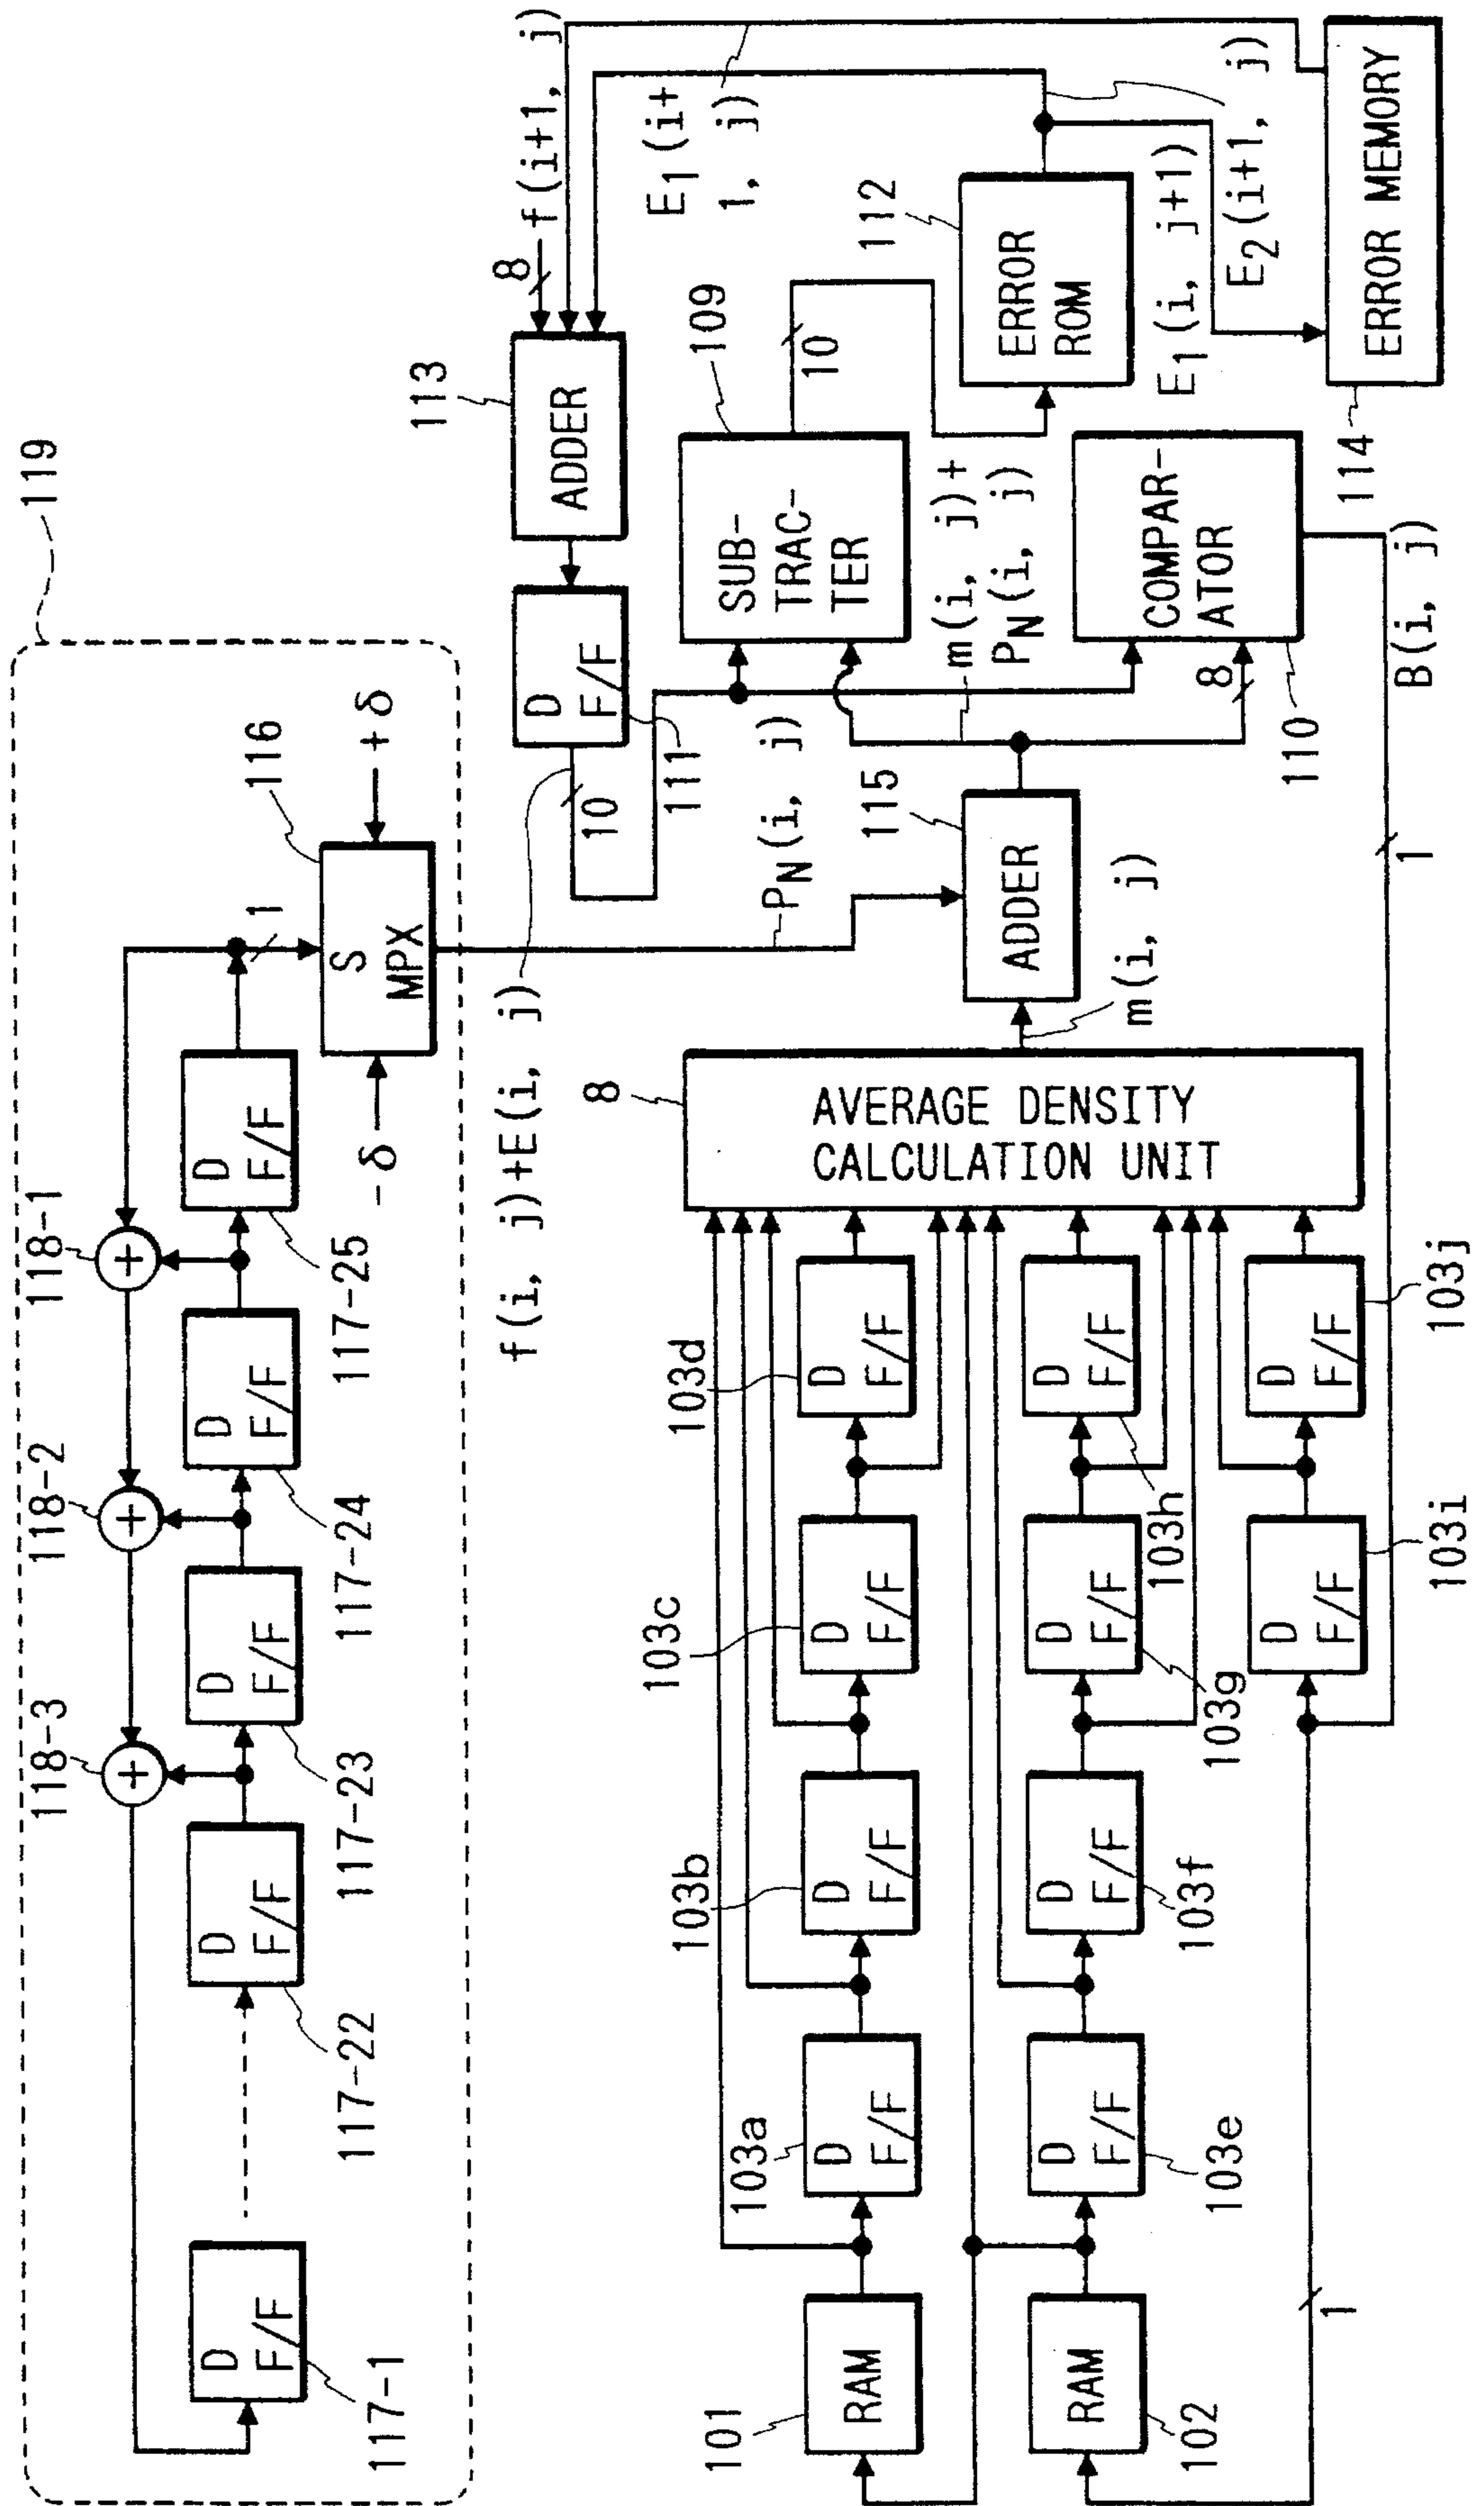 119
118-3
118-2
118-1
116
D
F/F
117-1
D
F/F
117-22
D
F/F
117-23
D
F/F
117-24
D
F/F
117-25
1
-δ
S
MPX
+δ
f(i, j)+E(i, j)
10
D
F/F
111
113
ADDER
8
f(i+1, j)
E1(i+
1, j)
PN(i, j)
109
SUB-
TRAC-
TER
10
112
ERROR
ROM
E1(i, j+1)
E2(i+1, j)
ERROR MEMORY
114
115
ADDER
m(i, j)
m(i, j)+
PN(i, j)
8
COMPAR-
ATOR
110
B(i, j)
1
8
AVERAGE DENSITY
CALCULATION UNIT
101
RAM
103a
D
F/F
103b
D
F/F
103c
D
F/F
103d
D
F/F
RAM
102
D
F/F
103e
D
F/F
103f
D
F/F
103g
D
F/F
103h
1
D
F/F
103i
D
F/F
103j